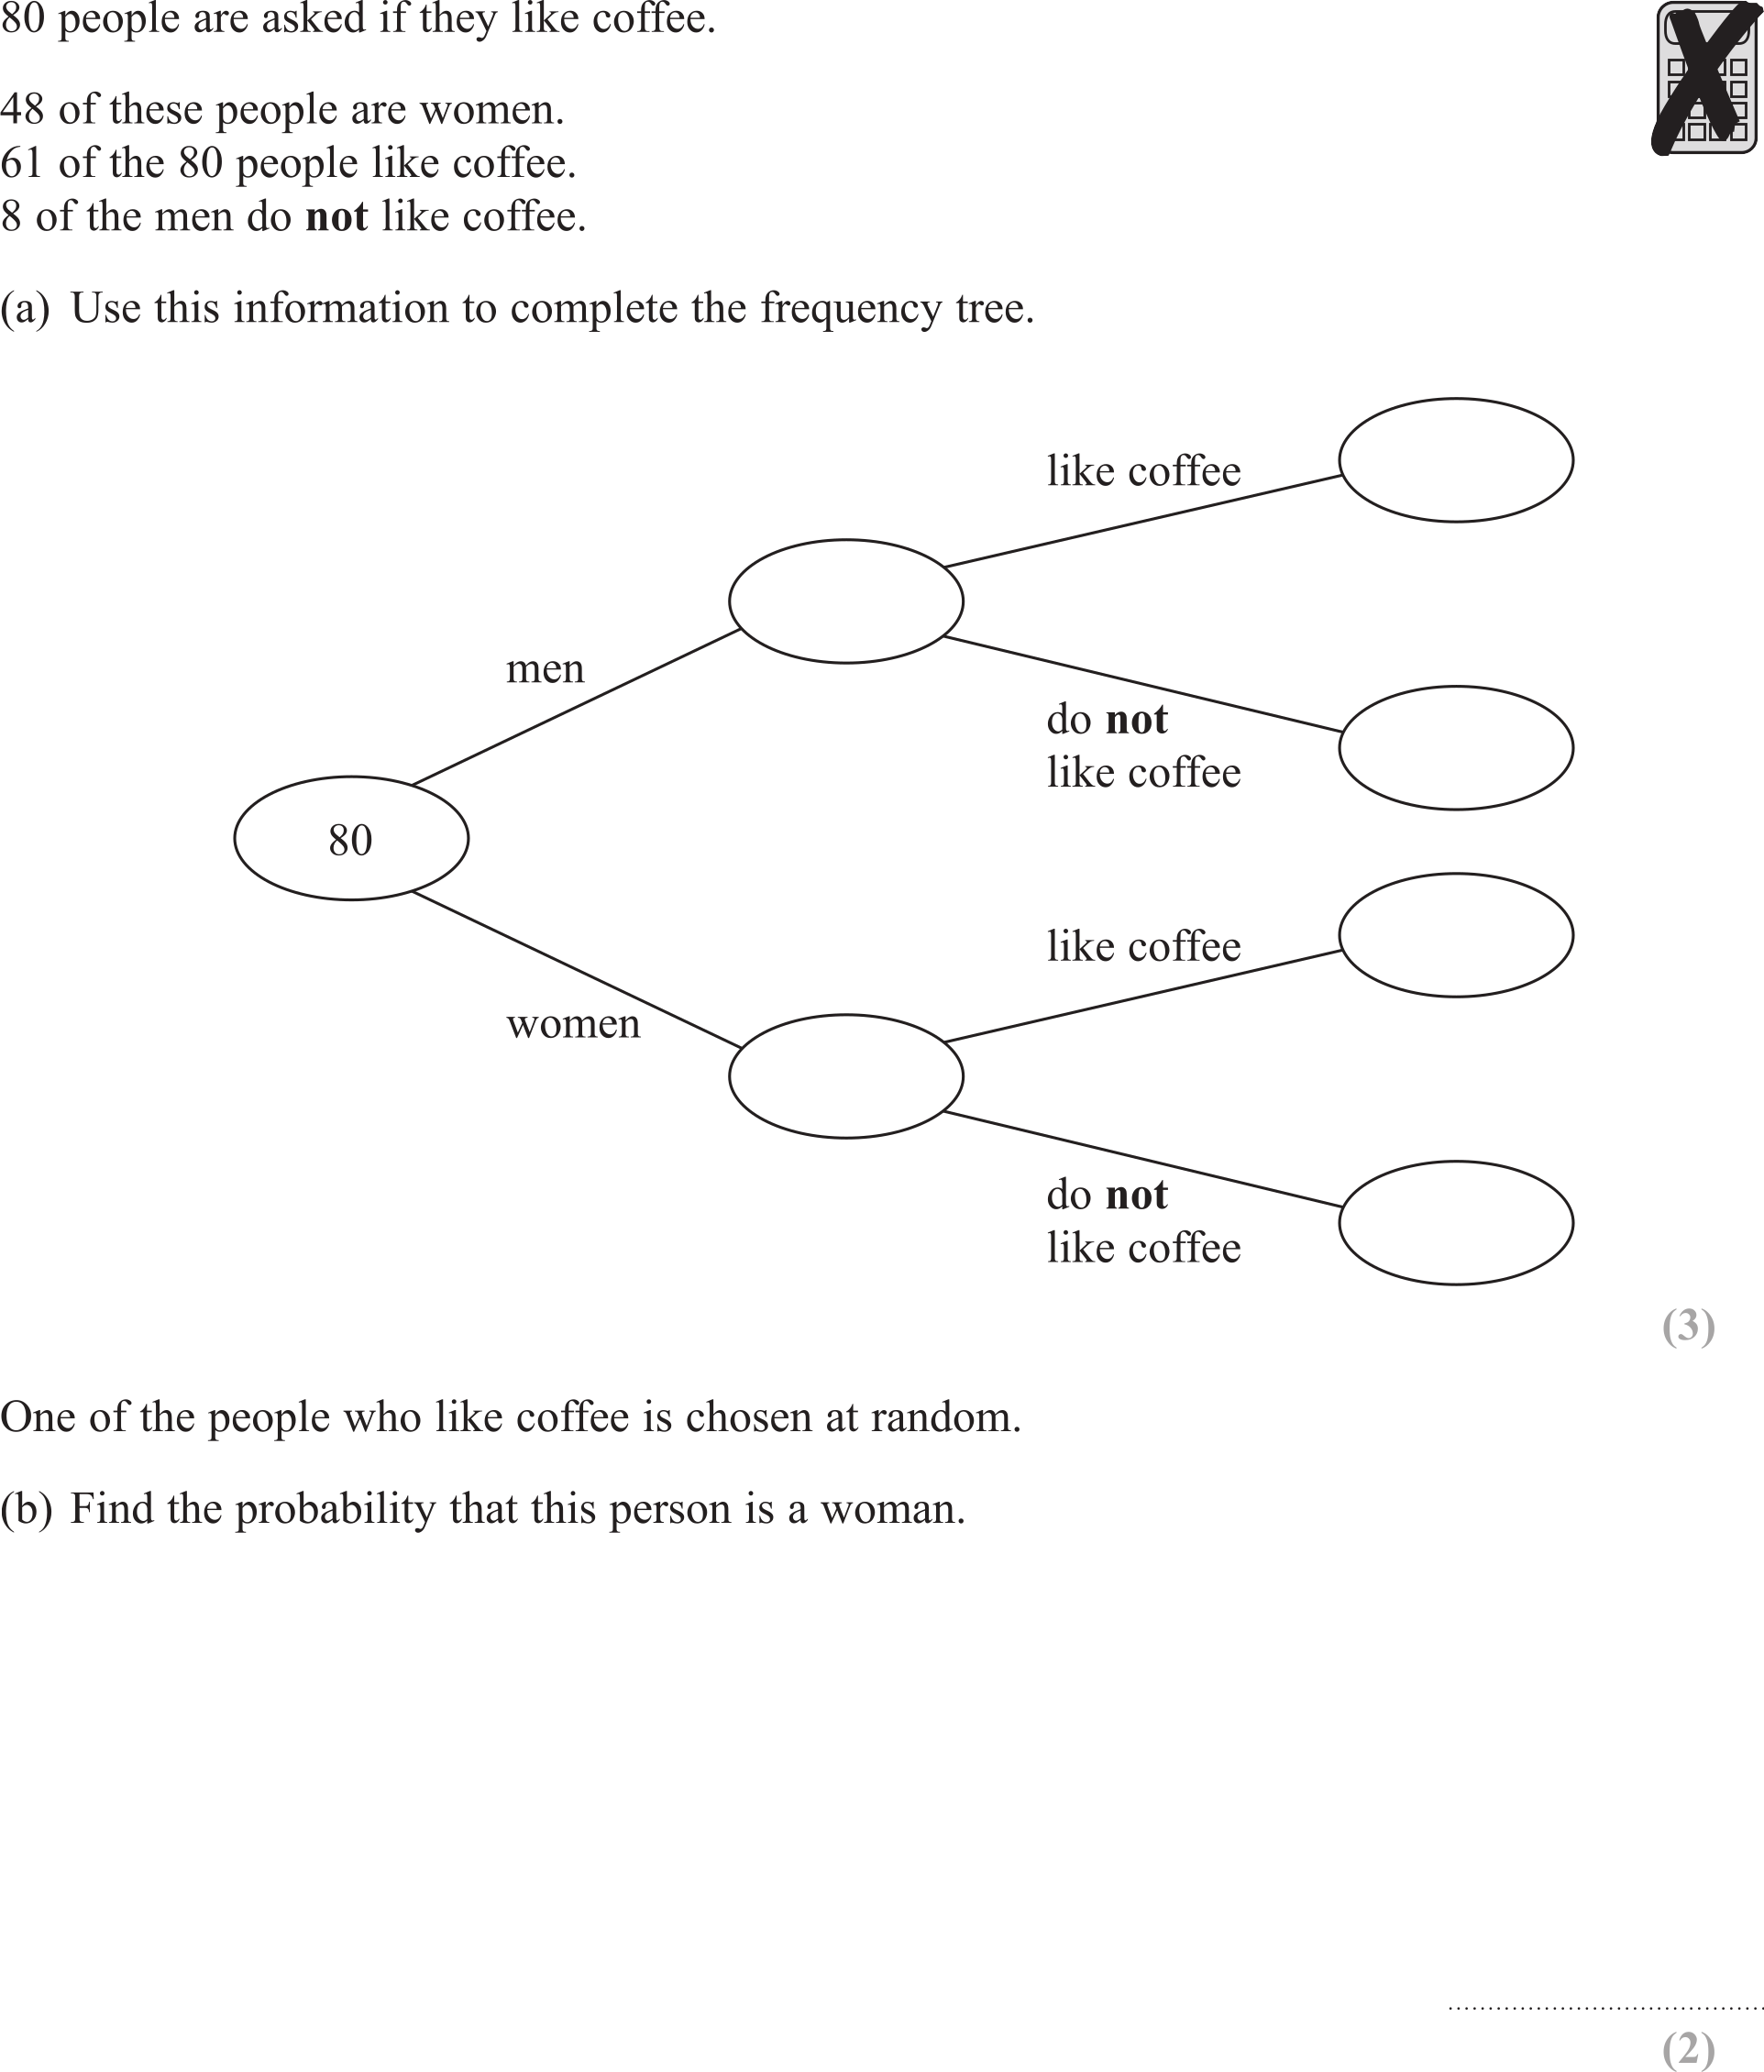 80 people are asked if they like coffee.
48 of these people are women.
61 of the 80 people like coffee.
8 of the men do not like coffee.
(a) Use this information to complete the frequency tree.
like coffee
men
do not
like coffee
80
like coffee
women
do not
like coffee
(3)
One of the people who like coffee is chosen at random.
(b) Find the probability that this person is a woman.
(2)